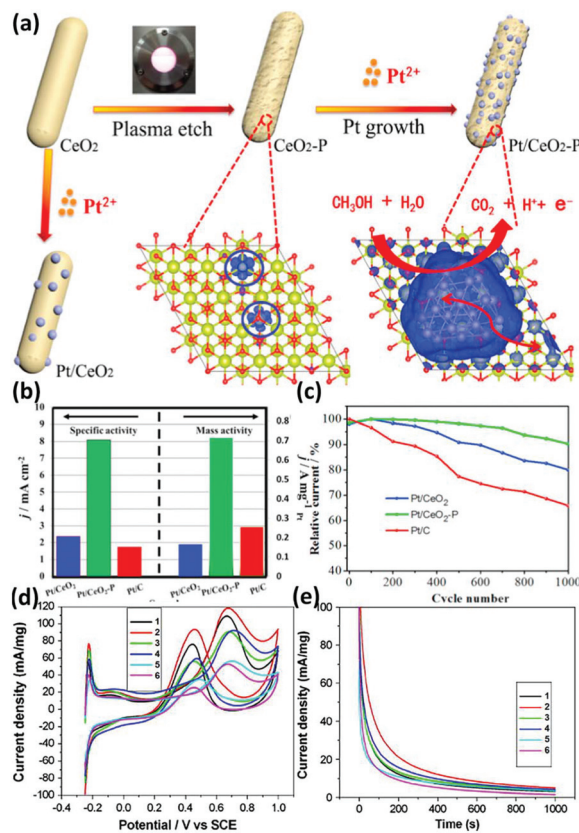 (a)
CeO2
Plasma etch
CeO2-P
Pt2+
Pt growth
Pt/CeO2-P
Pt2+
Pt/CeO2
CH3OH + H2O
CO2 + H+ + e-
(b)
Specific activity
Mass activity
j / mA cm-2
j / A mg-1 Pt
10
9
8
7
6
5
4
3
2
1
0
0.8
0.7
0.6
0.5
0.4
0.3
0.2
0.1
0.0
Pt/CeO2
Pt/CeO2-P
Pt/C
Pt/CeO2
Pt/CeO2-P
Pt/C
(c)
Relative current / %
100
90
80
70
60
50
40
Pt/CeO2
Pt/CeO2-P
Pt/C
0 200 400 600 800 1000
Cycle number
(d)
Current density (mA/mg)
120
100
80
60
40
20
0
20
40
60
80
100
1
2
3
4
5
6
-0.4 -0.2 0.0 0.2 0.4 0.6 0.8 1.0
Potential / V vs SCE
(e)
Current density (mA/mg)
100
80
60
40
20
0
1
2
3
4
5
6
0 200 400 600 800 1000
Time (s)